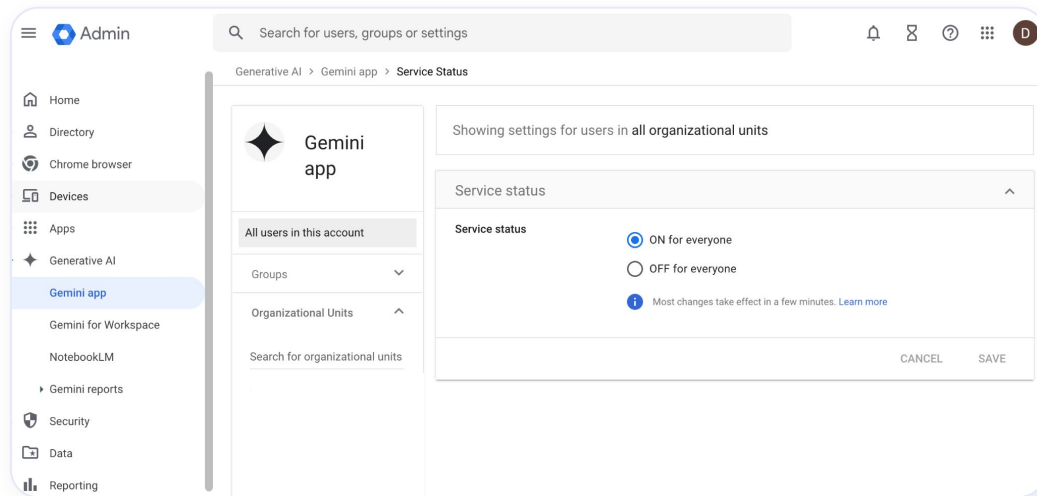 Admin
Search for users, groups or settings
D
Generative AI > Gemini app > Service Status
Home
Directory
Chrome browser
Devices
Apps
Generative AI
Gemini app
Gemini for Workspace
NotebookLM
Gemini reports
Security
Data
Reporting
Gemini
app
All users in this account
Groups
Organizational Units
Search for organizational units
Showing settings for users in all organizational units
Service status
Service status
ON for everyone
OFF for everyone
Most changes take effect in a few minutes. Learn more
CANCEL SAVE